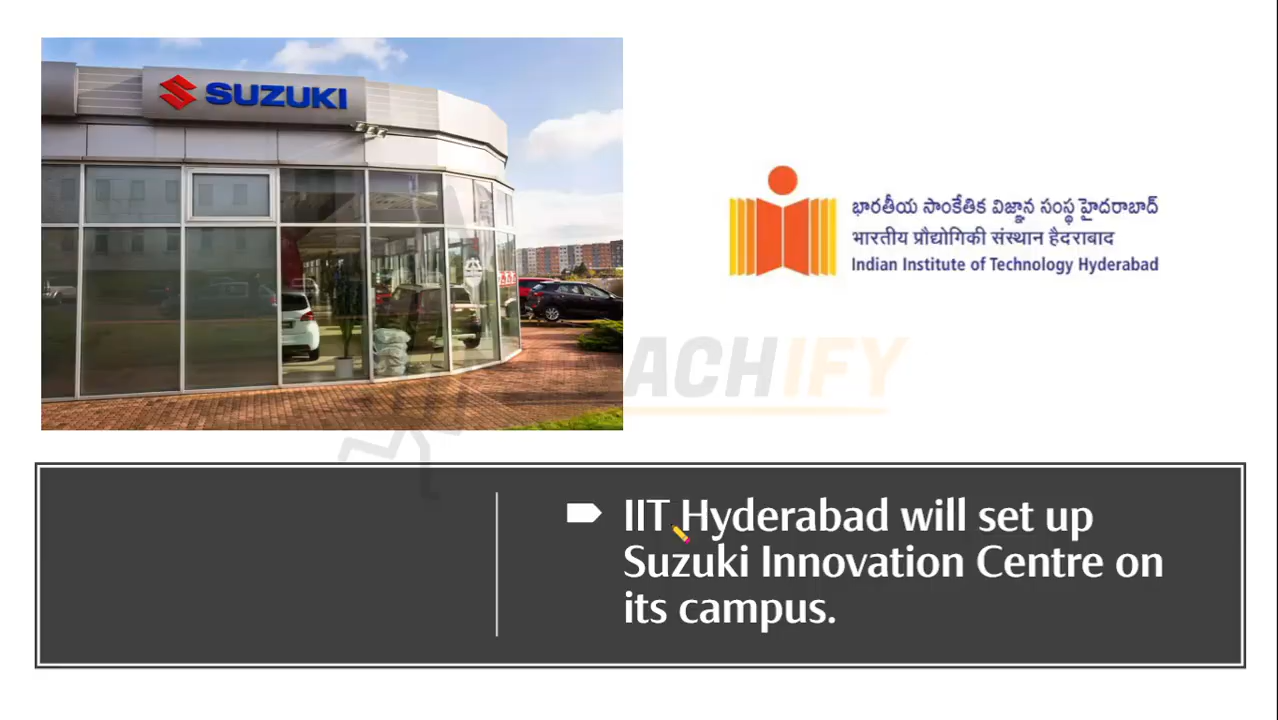 SUZUKI
భారతీయ సాంకేతిక విజ్ఞాన సంస్థ హైదరాబాద్
भारतीय प्रौद्योगिकी संस्थान हैदराबाद
Indian Institute of Technology Hyderabad
ACHIFY
IIT Hyderabad will set up
Suzuki Innovation Centre on
its campus.